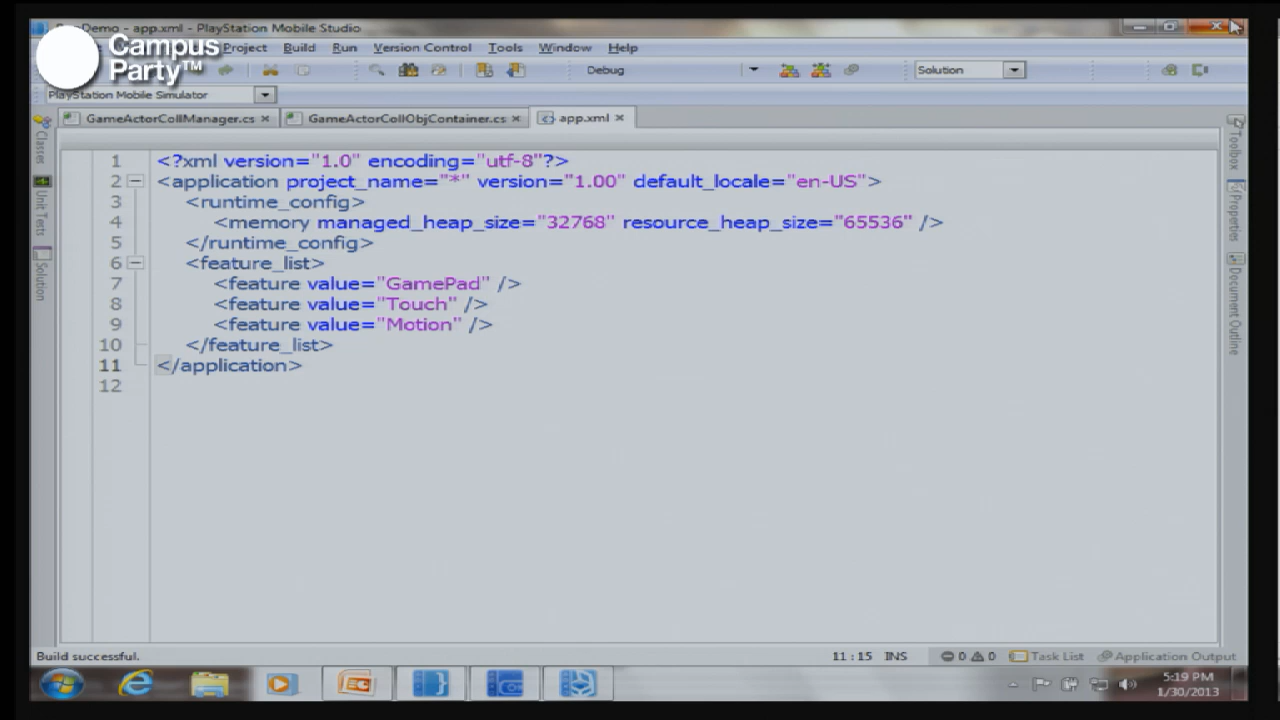 Demo - app.xml - PlayStation Mobile Studio
Campus
Party™
Project Build Run Version Control Tools Window Help
Debug
Solution
PlayStation Mobile Simulator
GameActorCollManager.cs × GameActorCollObjContainer.cs × app.xml ×
1 <?xml version="1.0" encoding="utf-8"?>
2 <application project_name="*" version="1.00" default_locale="en-US">
3 <runtime_config>
4 <memory managed_heap_size="32768" resource_heap_size="65536" />
5 </runtime_config>
6 <feature_list>
7 <feature value="GamePad" />
8 <feature value="Touch" />
9 <feature value="Motion" />
10 </feature_list>
11 </application>
12
Classes
Unit Tests
Solution
Toolbox
Properties
Document Outline
Build successful.
11 : 15 INS
0 0 Task List Application Output
5:19 PM
1/30/2013